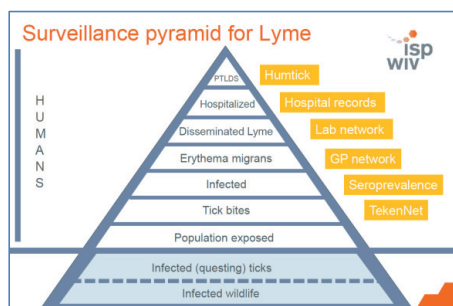 Surveillance pyramid for Lyme
isp
wiv
HUMANS
PTLDS
Humtick
Hospitalized
Hospital records
Disseminated Lyme
Lab network
Erythema migrans
GP network
Infected
Seroprevalence
Tick bites
TekenNet
Population exposed
Infected (questing) ticks
Infected wildlife